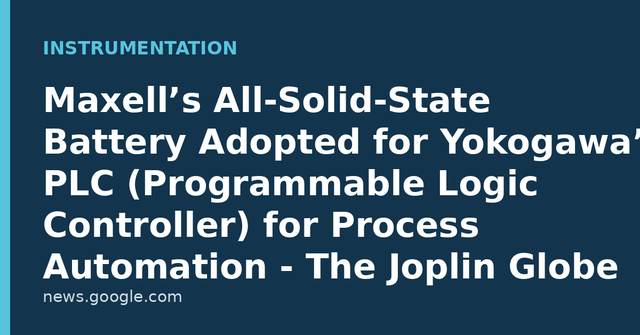 INSTRUMENTATION
Maxell’s All-Solid-State
Battery Adopted for Yokogawa’
PLC (Programmable Logic
Controller) for Process
Automation - The Joplin Globe
news.google.com